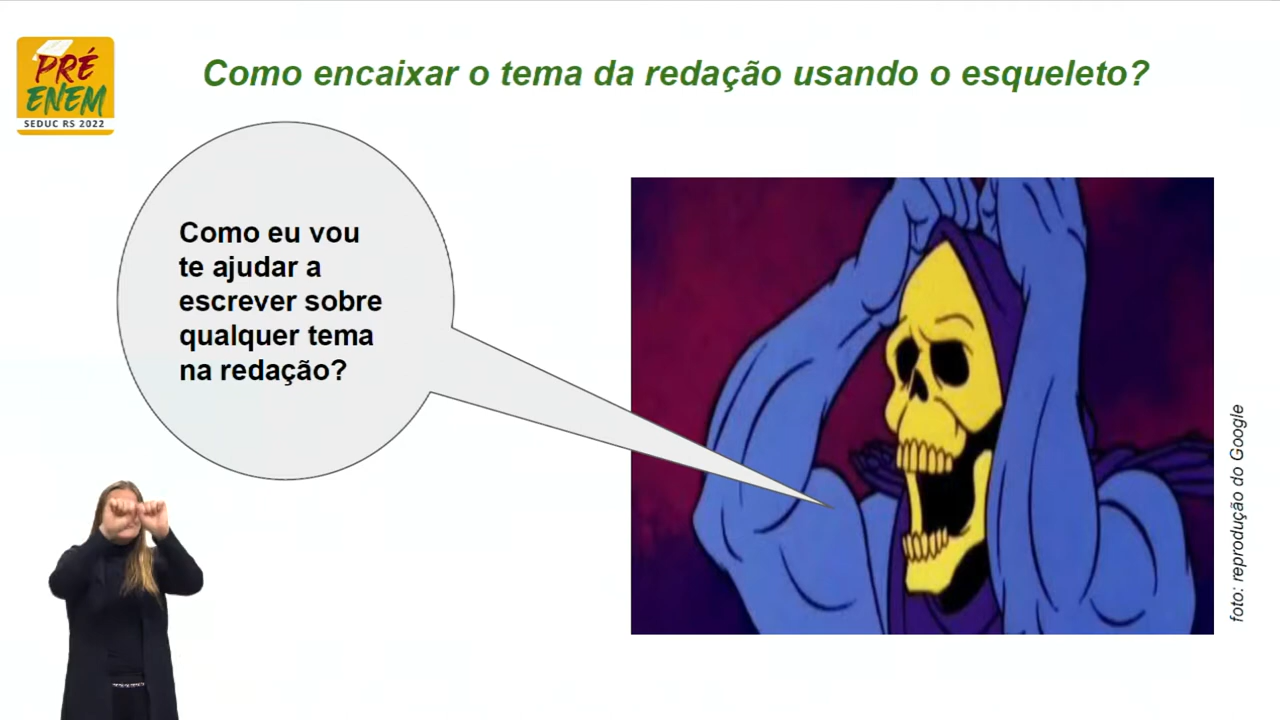 PRÉ
ENEM
SEDUC RS 2022
Como encaixar o tema da redação usando o esqueleto?
Como eu vou
te ajudar a
escrever sobre
qualquer tema
na redação?
foto: reprodução do Google